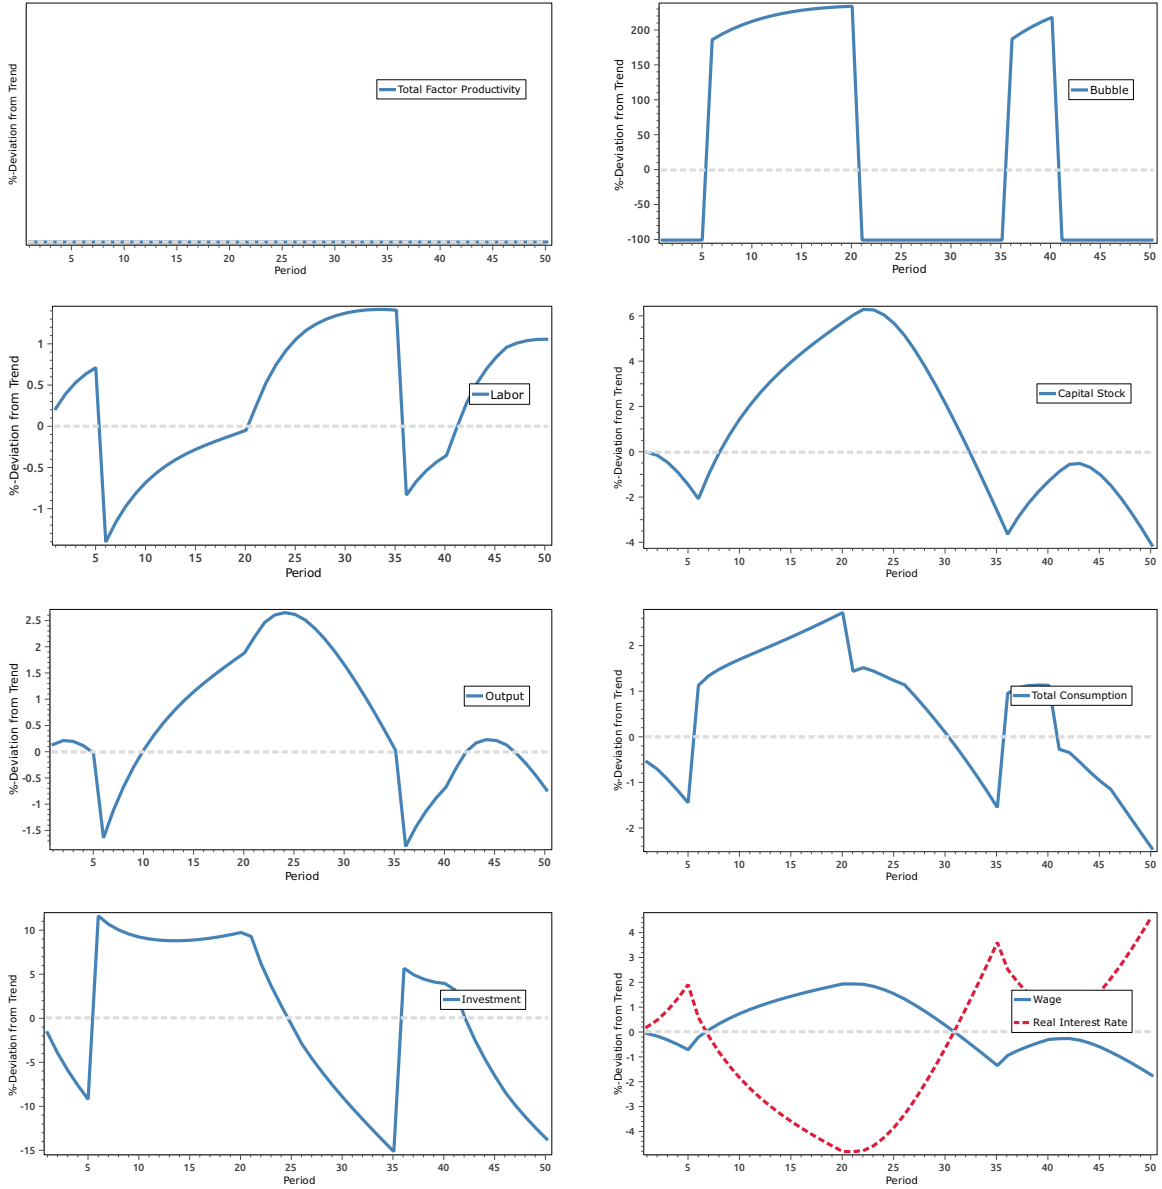 %-Deviation from Trend
Total Factor Productivity
5 10 15 20 25 30 35 40 45 50
Period
%-Deviation from Trend
200
150
100
50
0
-50
-100
Bubble
5 10 15 20 25 30 35 40 45 50
Period
%-Deviation from Trend
1
0.5
0
-0.5
-1
Labor
5 10 15 20 25 30 35 40 45 50
Period
%-Deviation from Trend
6
4
2
0
-2
-4
Capital Stock
5 10 15 20 25 30 35 40 45 50
Period
%-Deviation from Trend
2.5
2
1.5
1
0.5
0
-0.5
-1
-1.5
Output
5 10 15 20 25 30 35 40 45 50
Period
%-Deviation from Trend
2
1
0
-1
-2
Total Consumption
5 10 15 20 25 30 35 40 45 50
Period
%-Deviation from Trend
10
5
0
-5
-10
-15
Investment
5 10 15 20 25 30 35 40 45 50
Period
%-Deviation from Trend
4
3
2
1
0
-1
-2
-3
-4
Wage
Real Interest Rate
5 10 15 20 25 30 35 40 45 50
Period